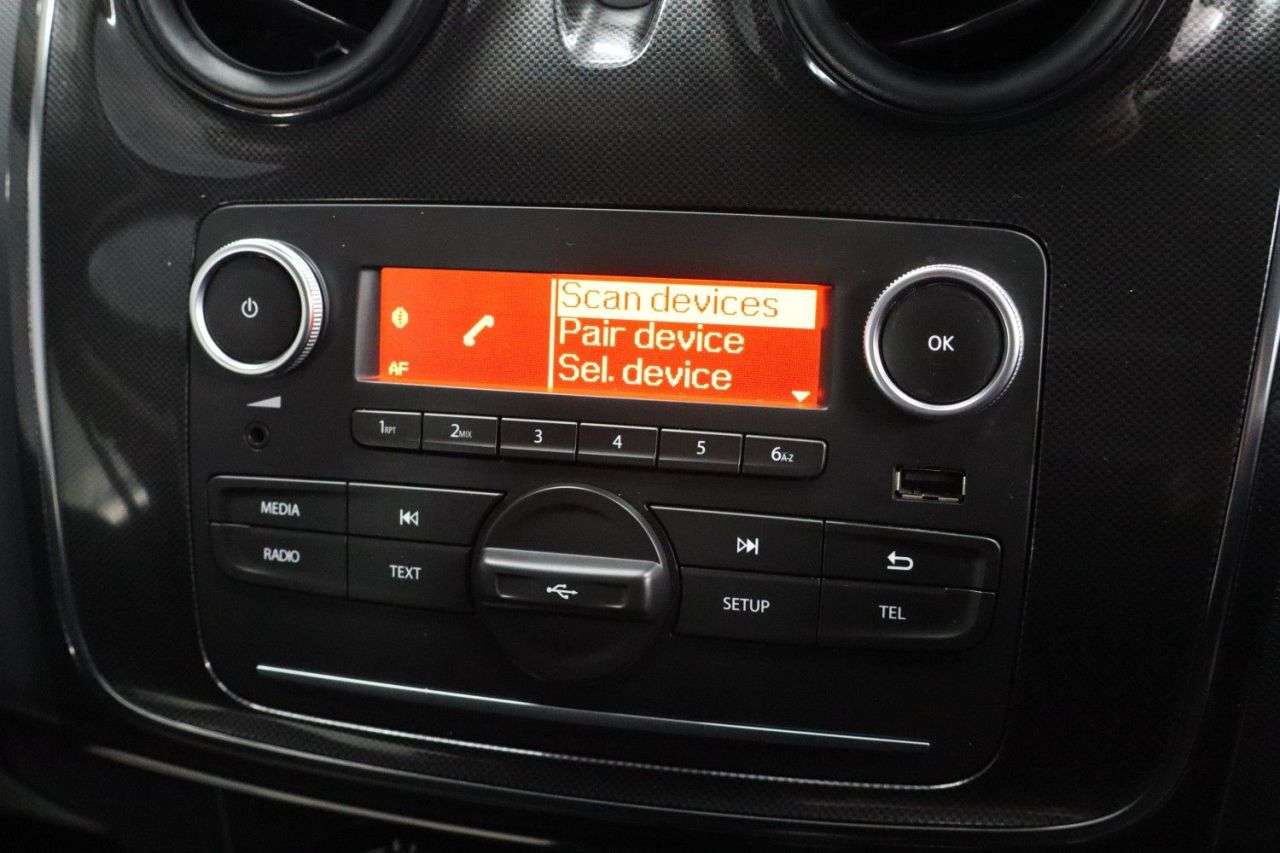 Scan devices
Pair device
Sel. device
AF
OK
1RPT 2MIX 3 4 5 6A-Z
MEDIA
RADIO TEXT
SETUP TEL